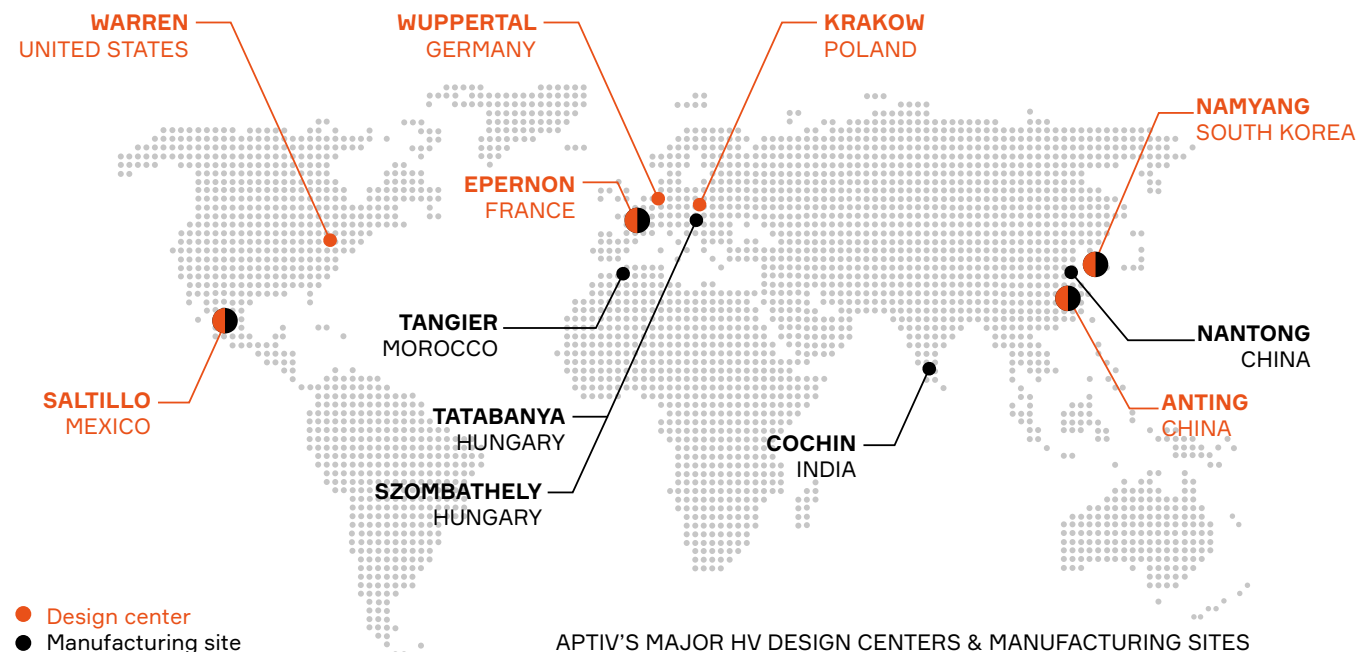 WARREN
UNITED STATES
WUPPERTAL
GERMANY
KRAKOW
POLAND
NAMYANG
SOUTH KOREA
EPERNON
FRANCE
TANGIER
MOROCCO
NANTONG
CHINA
SALTILLO
MEXICO
ANTING
CHINA
TATABANYA
HUNGARY
COCHIN
INDIA
SZOMBATHELY
HUNGARY
Design center
Manufacturing site
APTIV'S MAJOR HV DESIGN CENTERS & MANUFACTURING SITES